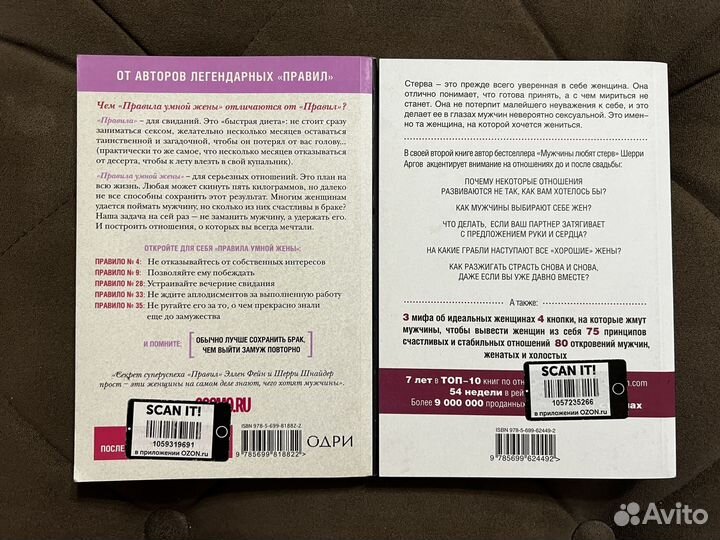 ОТ АВТОРОВ ЛЕГЕНДАРНЫХ «ПРАВИЛ»
Чем «Правила умной жены» отличаются от «Правил»?
«Правила» – для свиданий. Это «быстрая диета»: не стоит сразу
заниматься сексом, желательно несколько месяцев оставаться
таинственной и загадочной, чтобы он потерял от вас голову...
(практически то же самое, что несколько месяцев отказываться
от десерта, чтобы к лету влезть в свой купальник).
«Правила умной жены» – для серьезных отношений. Это план на
всю жизнь. Любая может скинуть пять килограммов, но далеко
не все способны сохранить этот результат. Многим женщинам
удается поймать мужчину, но сколько из них счастливы в браке?
Наша задача на сей раз – не заманить мужчину, а удержать его.
И построить отношения, о которых вы всегда мечтали.
ОТКРОЙТЕ ДЛЯ СЕБЯ «ПРАВИЛА УМНОЙ ЖЕНЫ»:
ПРАВИЛО № 4: Не отказывайтесь от собственных интересов
ПРАВИЛО № 9: Позволяйте ему побеждать
ПРАВИЛО № 28: Устраивайте вечерние свидания
ПРАВИЛО № 33: Не ждите аплодисментов за выполненную работу
ПРАВИЛО № 35: Не ругайте его за то, о чем прекрасно знали
еще до замужества
И ПОМНИТЕ: ОБЫЧНО ЛУЧШЕ СОХРАНИТЬ БРАК,
ЧЕМ ВЫЙТИ ЗАМУЖ ПОВТОРНО
«Секрет суперуспеха «Правил» Эллен Фейн и Шерри Шнайдер
прост – эти женщины на самом деле знают, чего хотят мужчины».
.RU
SCAN IT!
1059319691
в приложении OZON.ru
ПОСЛЕ
ISBN 978-5-699-81882-2
9 785699 818822 >
ОДРИ
Стерва – это прежде всего уверенная в себе женщина. Она
отлично понимает, что готова принять, а с чем мириться не
станет. Она не потерпит малейшего неуважения к себе, и это
делает ее в глазах мужчин невероятно сексуальной. Это имен-
но та женщина, на которой хочется жениться.
В своей второй книге автор бестселлера «Мужчины любят стерв» Шерри
Аргов акцентирует внимание на отношениях до и после свадьбы:
ПОЧЕМУ НЕКОТОРЫЕ ОТНОШЕНИЯ
РАЗВИВАЮТСЯ НЕ ТАК, КАК ВАМ ХОТЕЛОСЬ БЫ?
КАК МУЖЧИНЫ ВЫБИРАЮТ СЕБЕ ЖЕН?
ЧТО ДЕЛАТЬ, ЕСЛИ ВАШ ПАРТНЕР ЗАТЯГИВАЕТ
С ПРЕДЛОЖЕНИЕМ РУКИ И СЕРДЦА?
НА КАКИЕ ГРАБЛИ НАСТУПАЮТ ВСЕ «ХОРОШИЕ» ЖЕНЫ?
КАК РАЗЖИГАТЬ СТРАСТЬ СНОВА И СНОВА,
ДАЖЕ ЕСЛИ ВЫ УЖЕ ДАВНО ВМЕСТЕ?
А также:
3 мифа об идеальных женщинах 4 кнопки, на которые жмут
мужчины, чтобы вывести женщин из себя 75 принципов
счастливых и стабильных отношений 80 откровений мужчин,
женатых и холостых
7 лет в ТОП-10 книг по отно n.com
54 недели в рей
Более 9 000 000 проданных ах
SCAN IT!
1057235266
в приложении OZON.ru
ISBN 978-5-699-62449-2
9 785699 624492 >
Avito